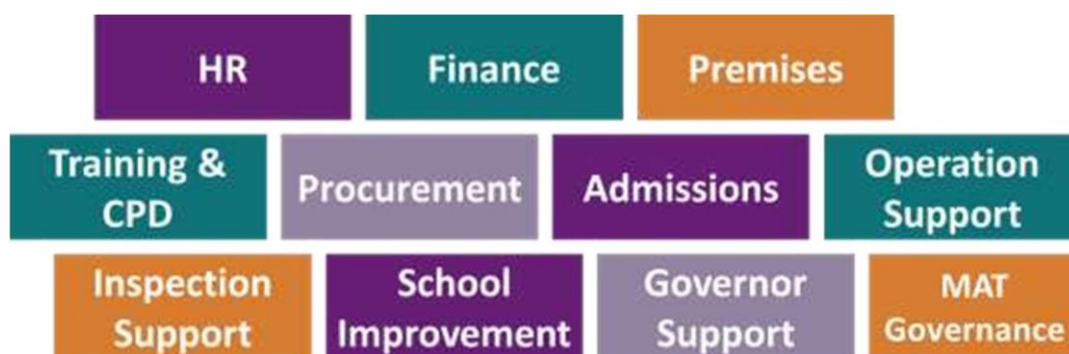 HR
Finance
Premises
Training &
CPD
Procurement
Admissions
Operation
Support
Inspection
Support
School
Improvement
Governor
Support
MAT
Governance